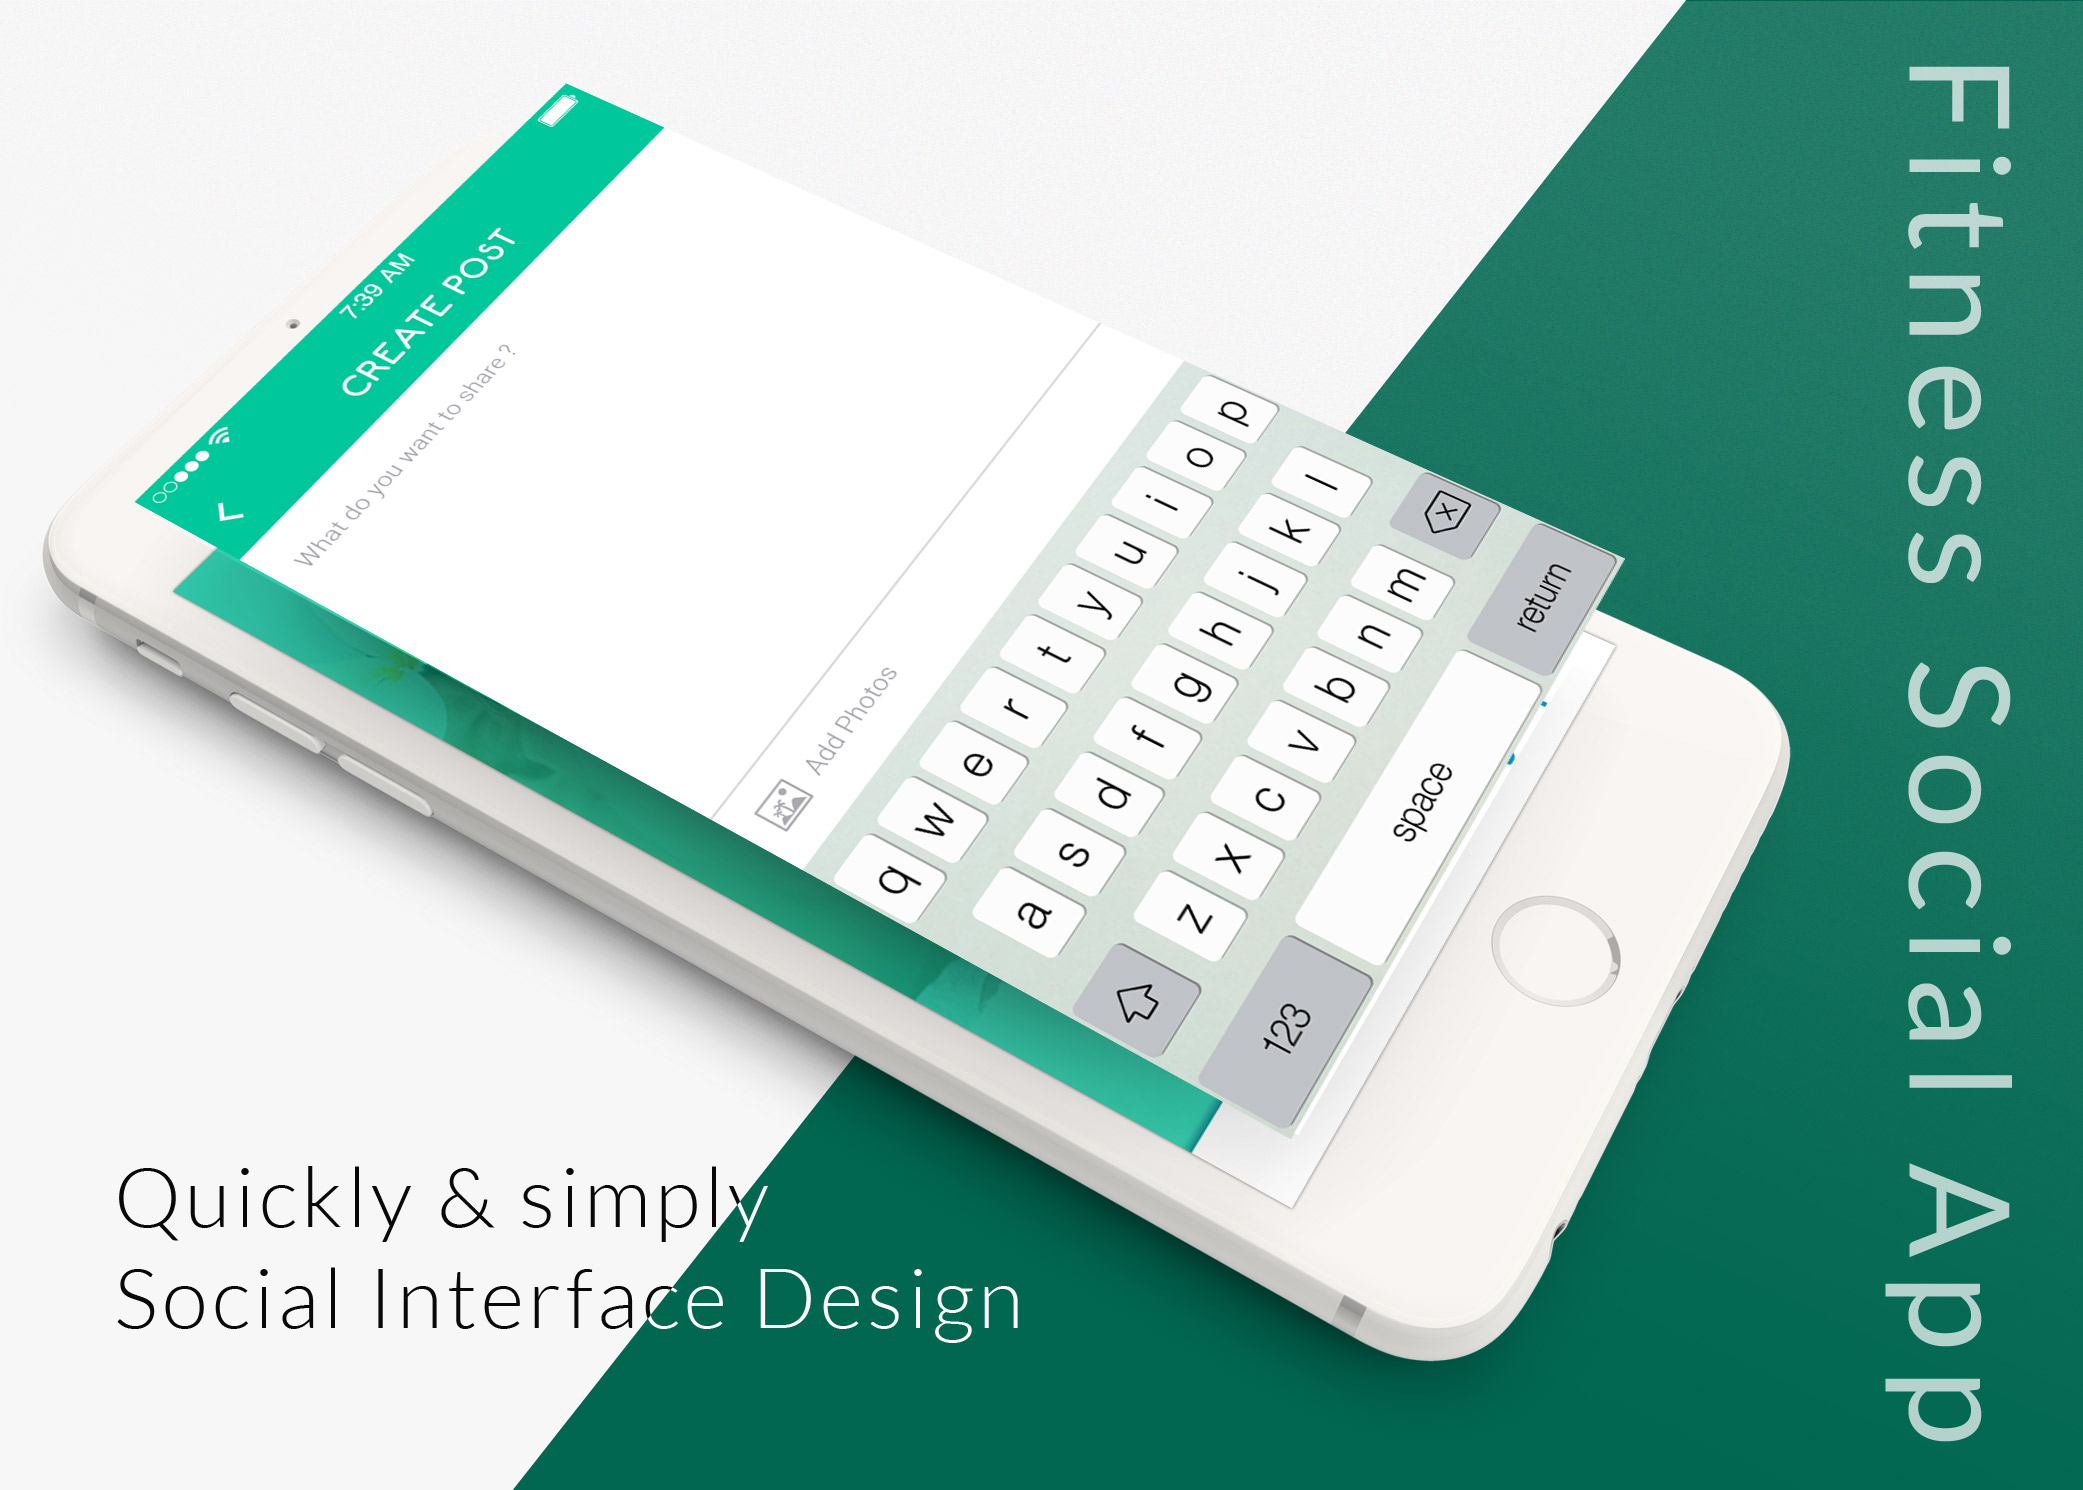 7:39 AM
CREATE POST
What do you want to share ?
Add Photos
q w e r t y u i o p
a s d f g h j k l
z x c v b n m
123 space return
Quickly & simply
Social Interface Design
Fitness Social App